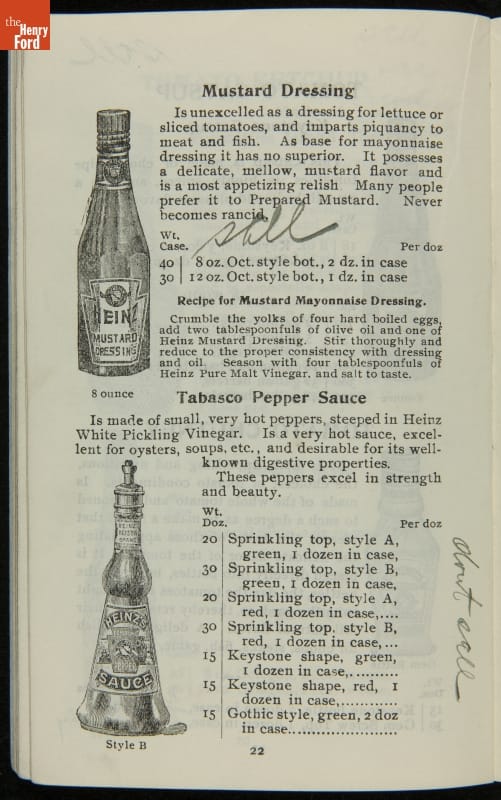 the
Henry
Ford
Mustard Dressing
Is unexcelled as a dressing for lettuce or
sliced tomatoes, and imparts piquancy to
meat and fish. As base for mayonnaise
dressing it has no superior. It possesses
a delicate, mellow, mustard flavor and
is a most appetizing relish Many people
prefer it to Prepared Mustard. Never
becomes rancid.
sell
Wt.
Case.
Per doz
40 | 8 oz. Oct. style bot., 2 dz. in case
30 | 12 oz. Oct. style bot., 1 dz. in case
HEINZ
MUSTARD
DRESSING
Recipe for Mustard Mayonnaise Dressing.
Crumble the yolks of four hard boiled eggs,
add two tablespoonfuls of olive oil and one of
Heinz Mustard Dressing. Stir thoroughly and
reduce to the proper consistency with dressing
and oil. Season with four tablespoonfuls of
Heinz Pure Malt Vinegar, and salt to taste.
8 ounce
Tabasco Pepper Sauce
Is made of small, very hot peppers, steeped in Heinz
White Pickling Vinegar. Is a very hot sauce, excel-
lent for oysters, soups, etc., and desirable for its well-
known digestive properties.
These peppers excel in strength
and beauty.
Wt.
Doz.
Per doz
20 Sprinkling top, style A,
green, 1 dozen in case,
30 Sprinkling top, style B,
green, 1 dozen in case,
20 Sprinkling top, style A,
red, 1 dozen in case,....
30 Sprinkling top, style B,
red, 1 dozen in case,...
15 Keystone shape, green,
1 dozen in case,..........
15 Keystone shape, red, 1
dozen in case,............
15 Gothic style, green, 2 doz
in case......................
dont sell
HEINZ'S
SAUCE
Style B
22